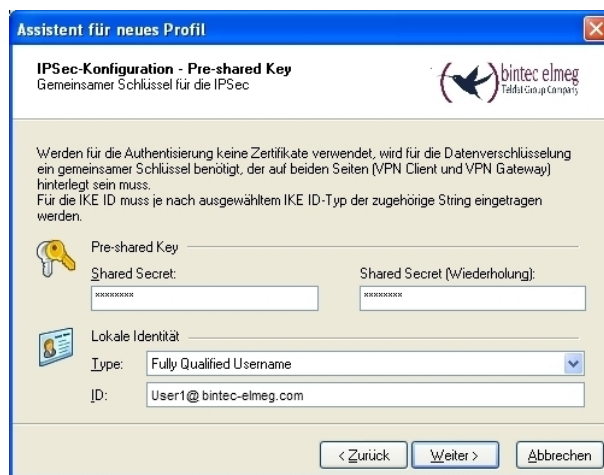 Assistent für neues Profil
IPSec-Konfiguration - Pre-shared Key
Gemeinsamer Schlüssel für die IPSec
bintec elmeg
Teldat Group Company
Werden für die Authentisierung keine Zertifikate verwendet, wird für die Datenverschlüsselung
ein gemeinsamer Schlüssel benötigt, der auf beiden Seiten (VPN Client und VPN Gateway)
hinterlegt sein muss.
Für die IKE ID muss je nach ausgewähltem IKE ID-Typ der zugehörige String eingetragen
werden.
Pre-shared Key
Shared Secret:
Shared Secret (Wiederholung):
xxxxxxxx
xxxxxxxx
Lokale Identität
Type:
Fully Qualified Username
ID:
User1@ bintec-elmeg.com
< Zurück
Weiter >
Abbrechen